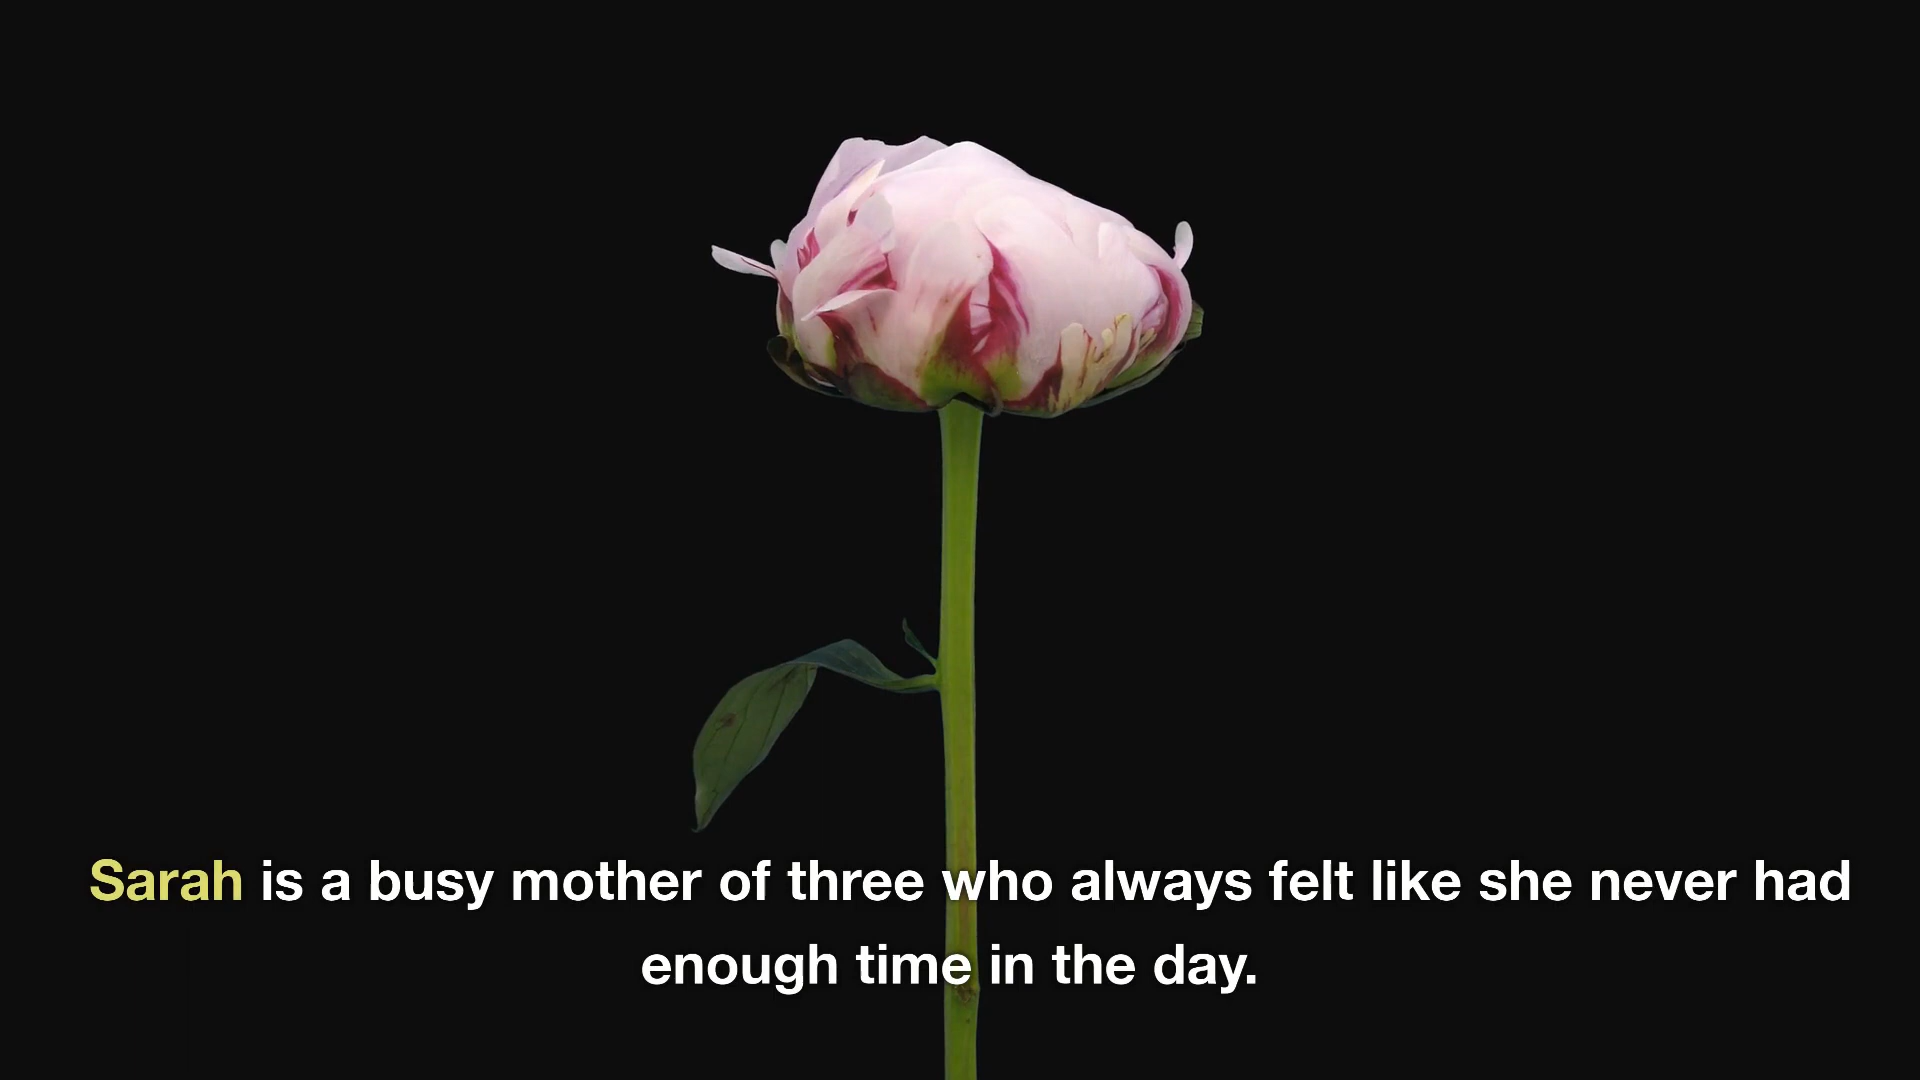 Sarah is a busy mother of three who always felt like she never had
enough time in the day.